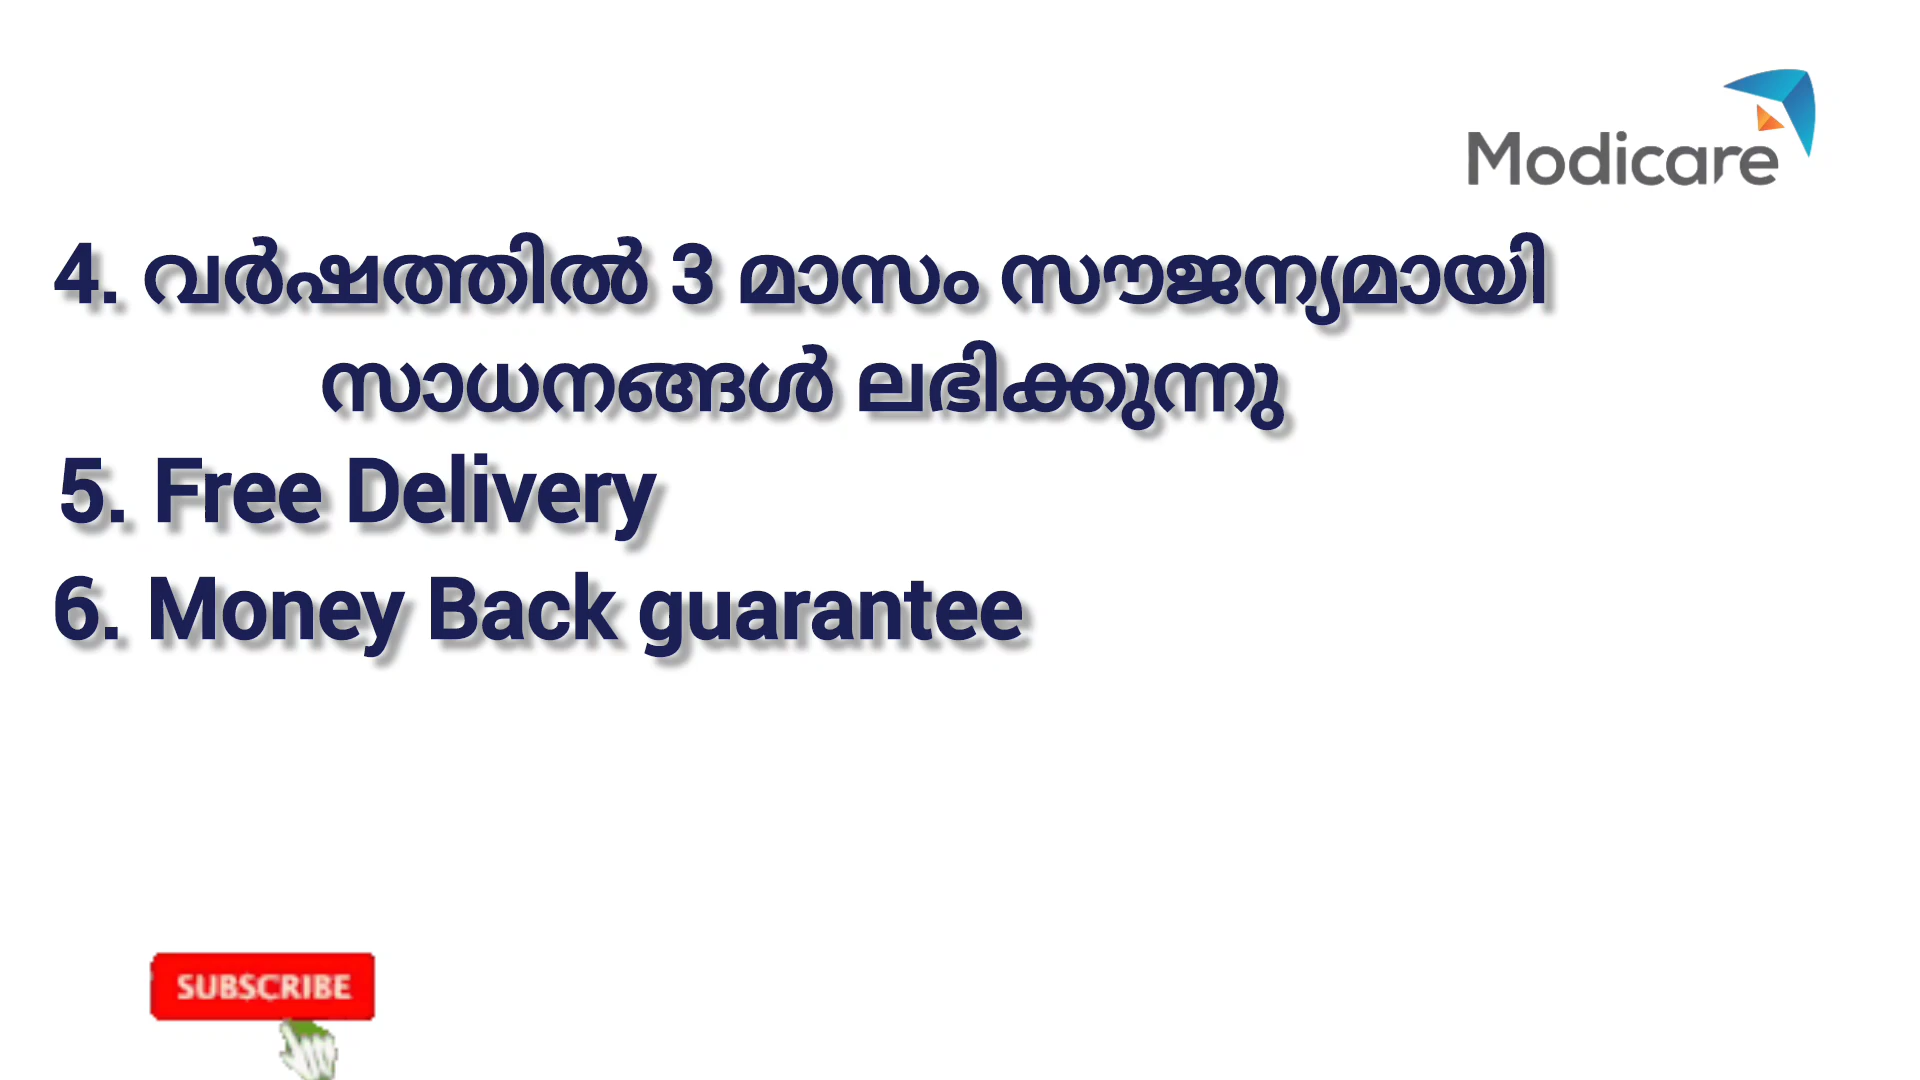 Modicare
4. വർഷത്തിൽ 3 മാസം സൗജന്യമായി
സാധനങ്ങൾ ലഭിക്കുന്നു
5. Free Delivery
6. Money Back guarantee
SUBSCRIBE